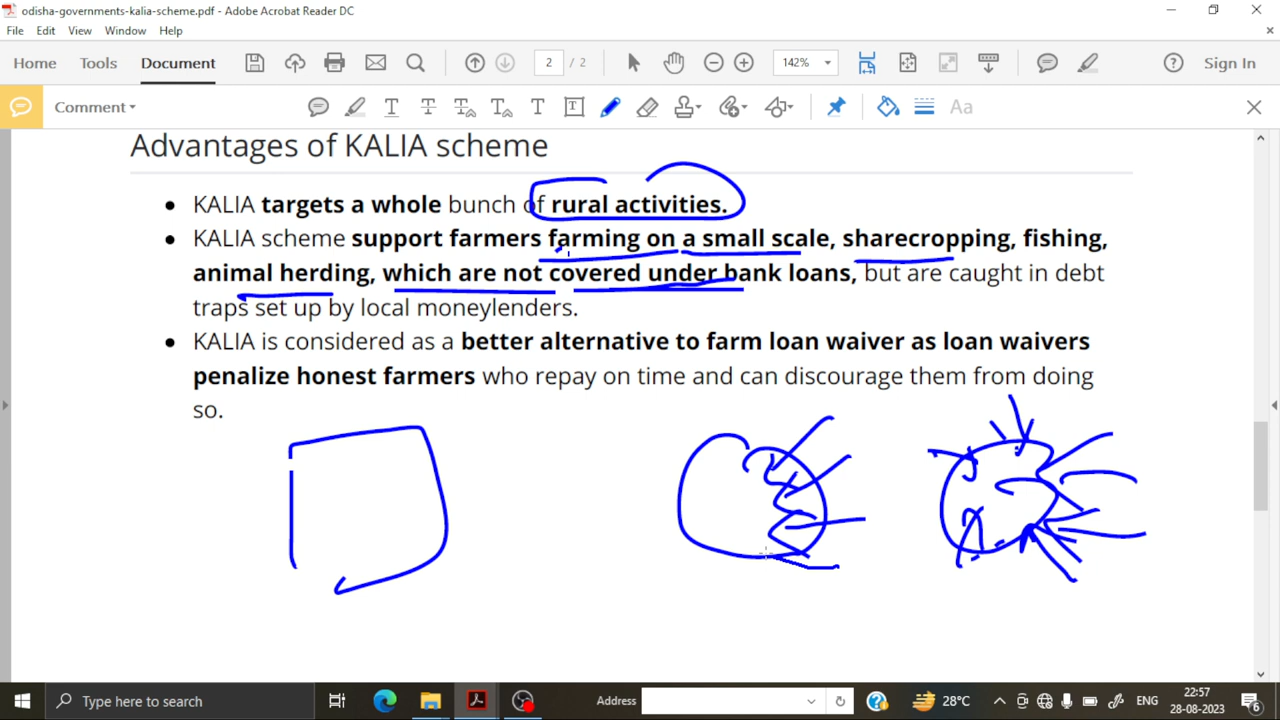 odisha-governments-kalia-scheme.pdf - Adobe Acrobat Reader DC
File Edit View Window Help
Home Tools Document 2 / 2 142% Sign In
Comment Aa
Advantages of KALIA scheme
• KALIA targets a whole bunch of rural activities.
• KALIA scheme support farmers farming on a small scale, sharecropping, fishing,
animal herding, which are not covered under bank loans, but are caught in debt
traps set up by local moneylenders.
• KALIA is considered as a better alternative to farm loan waiver as loan waivers
penalize honest farmers who repay on time and can discourage them from doing
so.
Type here to search Address 28°C ENG 22:57
28-08-2023 6